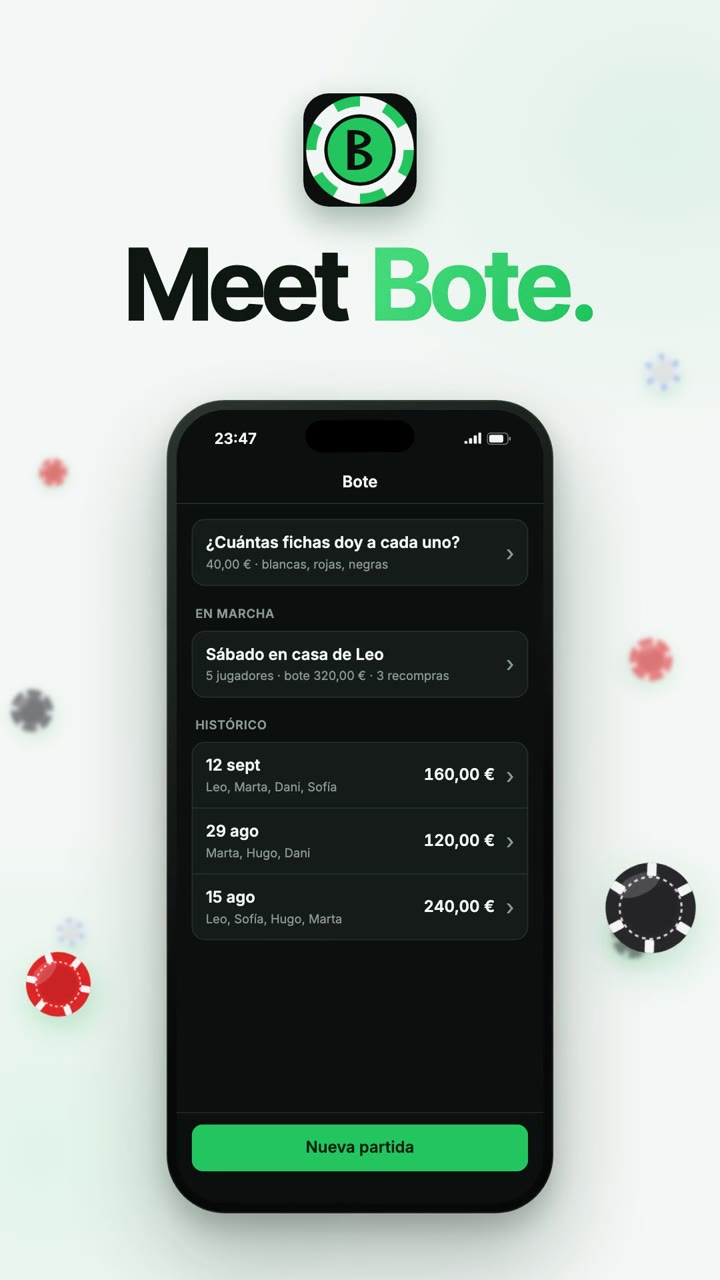 B
Meet Bote.
23:47
Bote
¿Cuántas fichas doy a cada uno?
40,00 € · blancas, rojas, negras
EN MARCHA
Sábado en casa de Leo
5 jugadores · bote 320,00 € · 3 recompras
HISTÓRICO
12 sept
Leo, Marta, Dani, Sofía
160,00 €
29 ago
Marta, Hugo, Dani
120,00 €
15 ago
Leo, Sofía, Hugo, Marta
240,00 €
Nueva partida